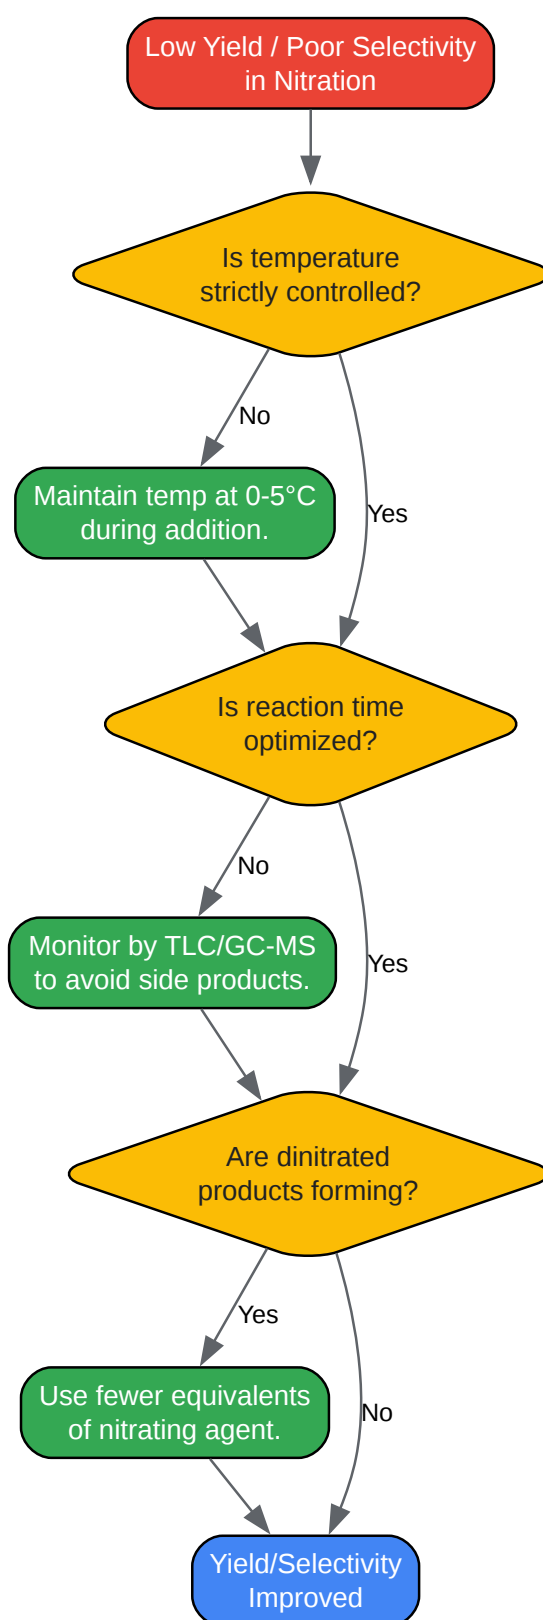 Low Yield / Poor Selectivity
in Nitration
Is temperature
strictly controlled?
No
Maintain temp at 0-5°C
during addition.
Yes
Is reaction time
optimized?
No
Monitor by TLC/GC-MS
to avoid side products.
Yes
Are dinitrated
products forming?
Yes
Use fewer equivalents
of nitrating agent.
No
Yield/Selectivity
Improved